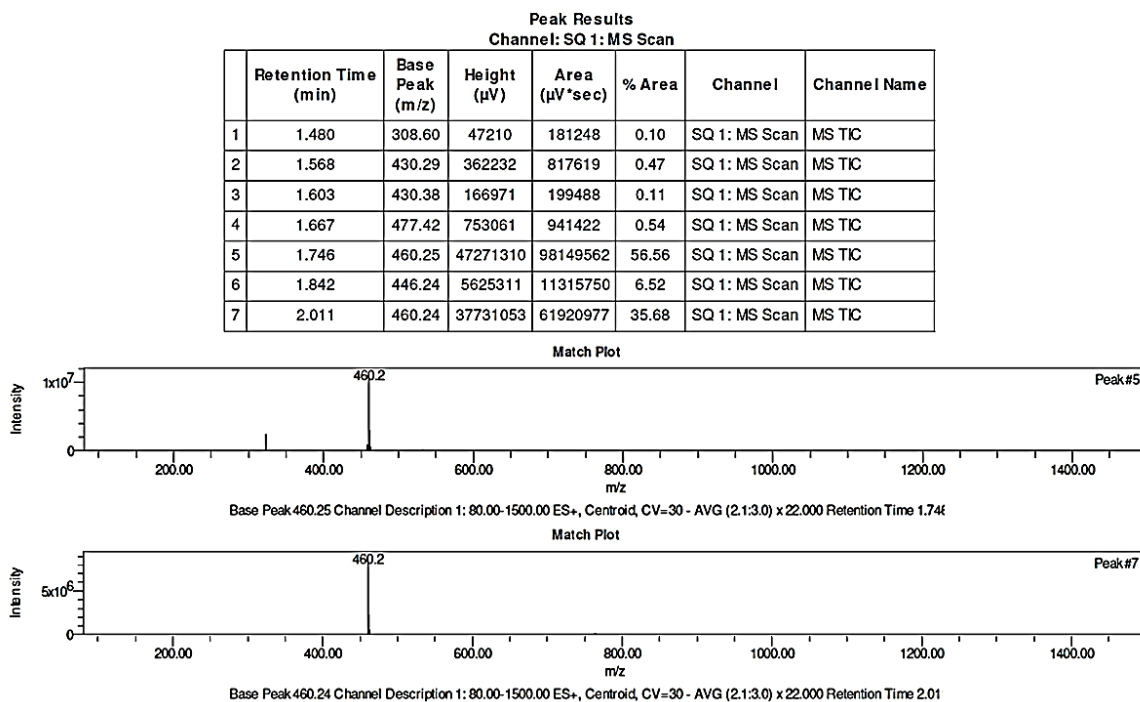 Peak Results
Channel: SQ 1: MS Scan
Retention Time (min) Base Peak (m/z) Height (µV) Area (µV*sec) % Area Channel Channel Name
1 1.480 308.60 47210 181248 0.10 SQ 1: MS Scan MS TIC
2 1.568 430.29 362232 817619 0.47 SQ 1: MS Scan MS TIC
3 1.603 430.38 166971 199488 0.11 SQ 1: MS Scan MS TIC
4 1.667 477.42 753061 941422 0.54 SQ 1: MS Scan MS TIC
5 1.746 460.25 47271310 98149562 56.56 SQ 1: MS Scan MS TIC
6 1.842 446.24 5625311 11315750 6.52 SQ 1: MS Scan MS TIC
7 2.011 460.24 37731053 61920977 35.68 SQ 1: MS Scan MS TIC
Match Plot
460.2
Peak#5
Intensity
1x10⁷
0
200.00 400.00 600.00 800.00 1000.00 1200.00 1400.00
m/z
Base Peak 460.25 Channel Description 1: 80.00-1500.00 ES+, Centroid, CV=30 - AVG (2.1:3.0) x 22.000 Retention Time 1.746
Match Plot
460.2
Peak#7
Intensity
5x10⁶
0
200.00 400.00 600.00 800.00 1000.00 1200.00 1400.00
m/z
Base Peak 460.24 Channel Description 1: 80.00-1500.00 ES+, Centroid, CV=30 - AVG (2.1:3.0) x 22.000 Retention Time 2.01